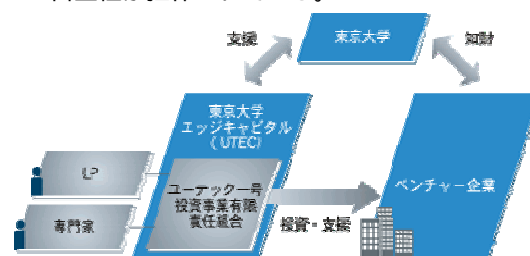 支援
東京大学
知財
東京大学
エッジキャピタル
(UTEC)
LP
ユーテック一号
投資事業有限
責任組合
専門家
投資・支援
ベンチャー企業